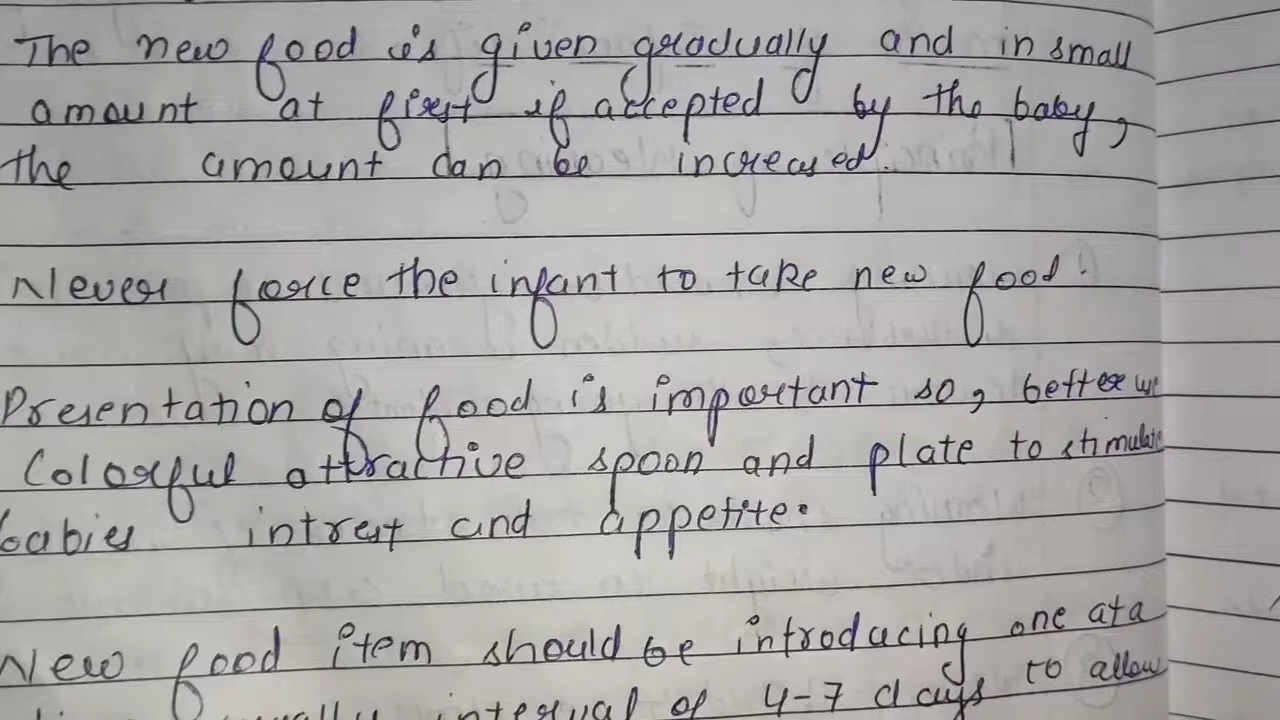 The new food is given gradually and in small
amount at first if accepted by the baby,
the amount can be increased.
Never force the infant to take new food.
Presentation of food is important so, better use
Colorful attractive spoon and plate to stimulate
babies intrest and appetite.
New food item should be introducing one at a
interval of 4-7 days to allow